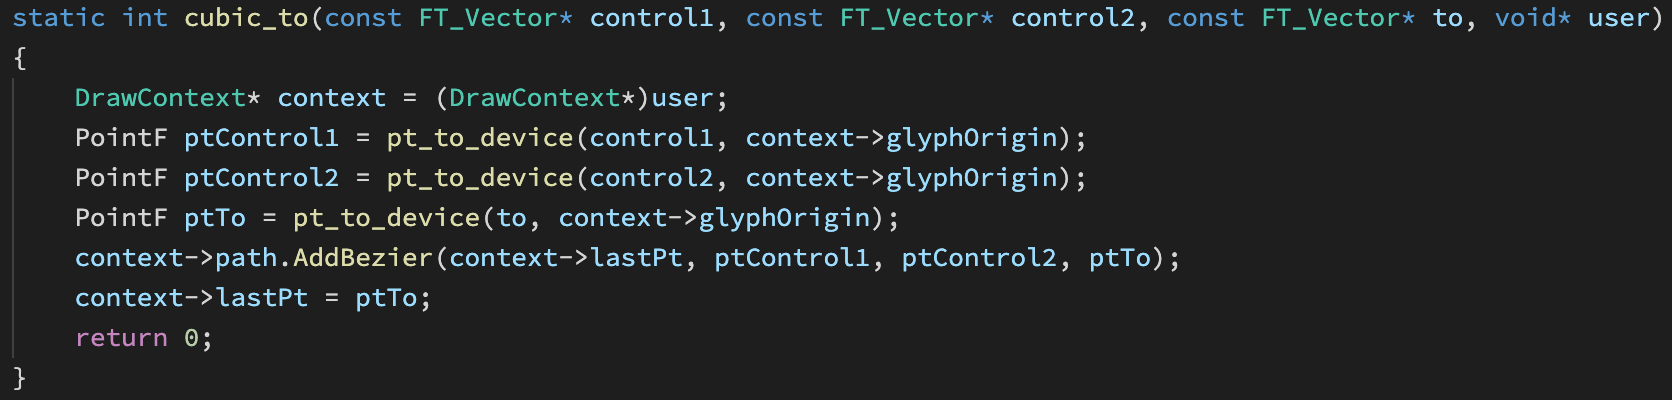 static int cubic_to(const FT_Vector* control1, const FT_Vector* control2, const FT_Vector* to, void* user)
{
    DrawContext* context = (DrawContext*)user;
    PointF ptControl1 = pt_to_device(control1, context->glyphOrigin);
    PointF ptControl2 = pt_to_device(control2, context->glyphOrigin);
    PointF ptTo = pt_to_device(to, context->glyphOrigin);
    context->path.AddBezier(context->lastPt, ptControl1, ptControl2, ptTo);
    context->lastPt = ptTo;
    return 0;
}